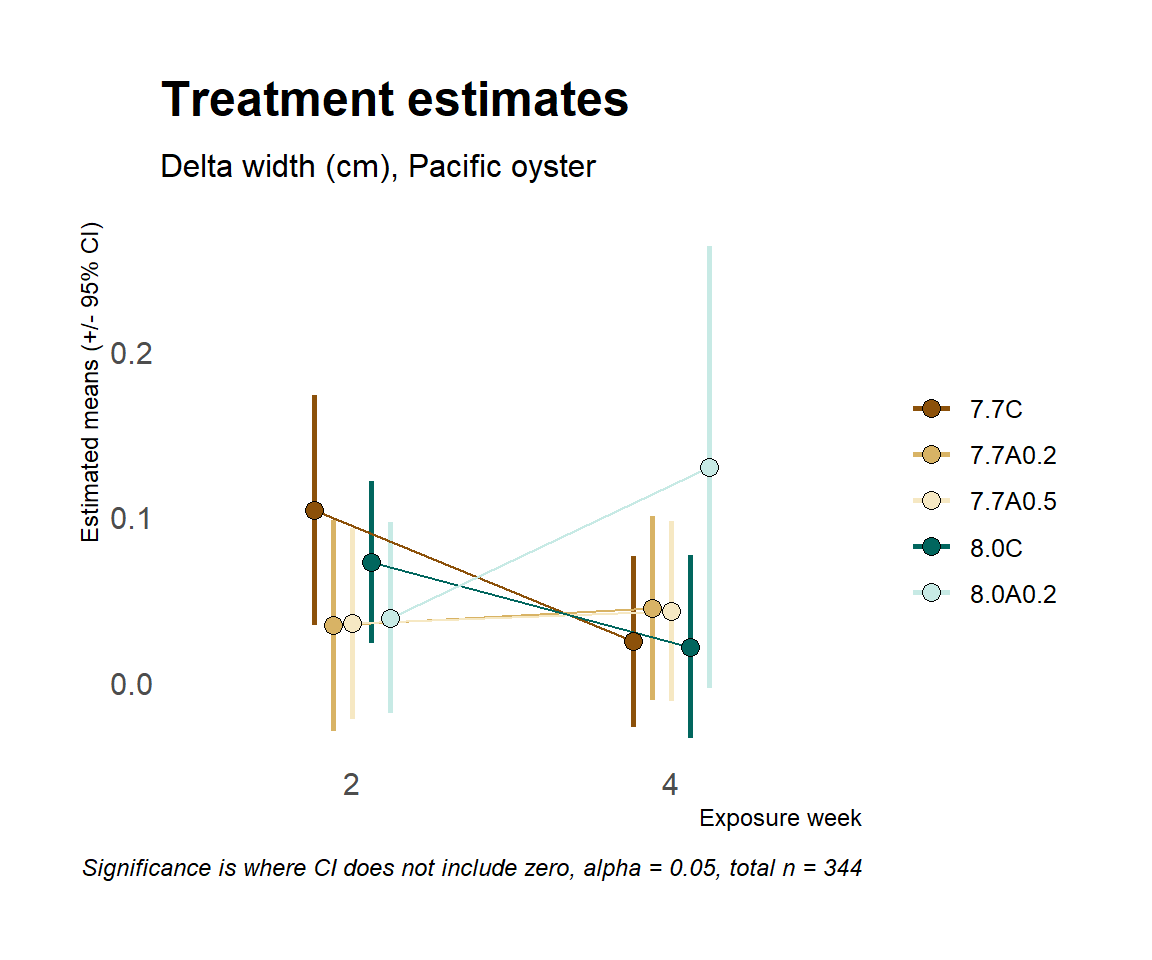 Treatment estimates
Delta width (cm), Pacific oyster
Estimated means (+/- 95% CI)
0.2
0.1
0.0
2
4
Exposure week
7.7C
7.7A0.2
7.7A0.5
8.0C
8.0A0.2
Significance is where CI does not include zero, alpha = 0.05, total n = 344